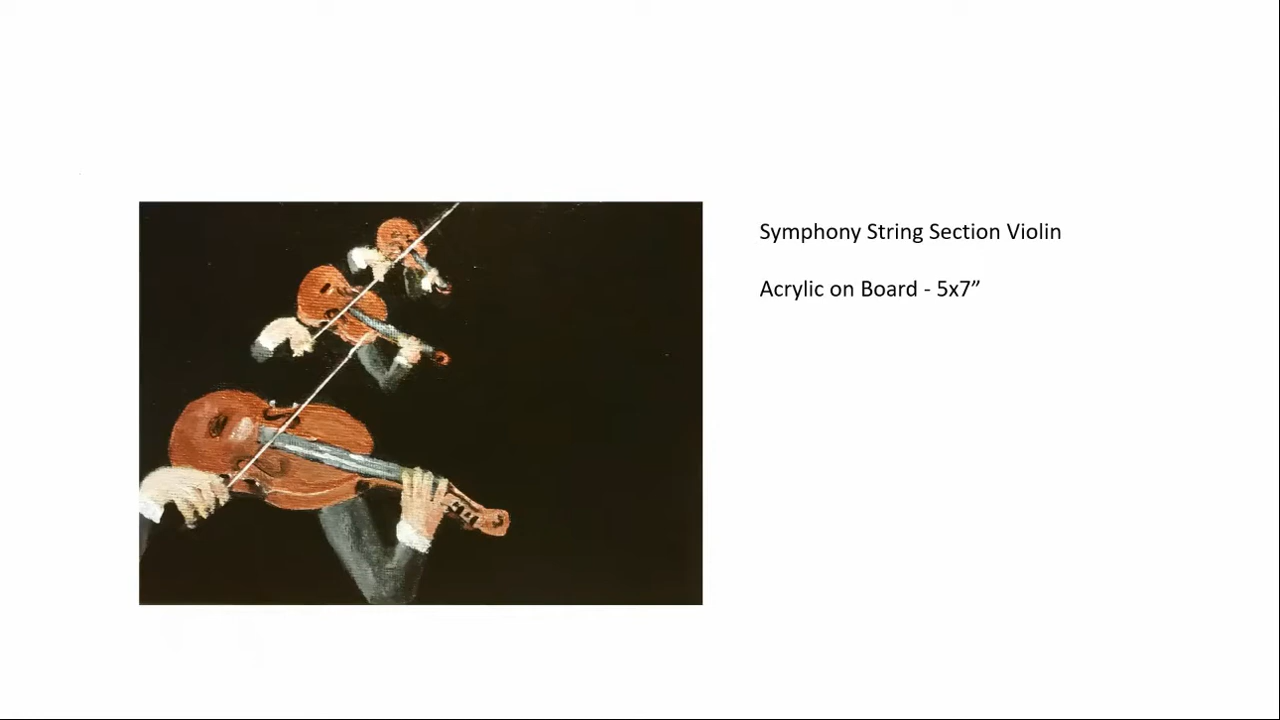 Symphony String Section Violin
Acrylic on Board - 5x7”